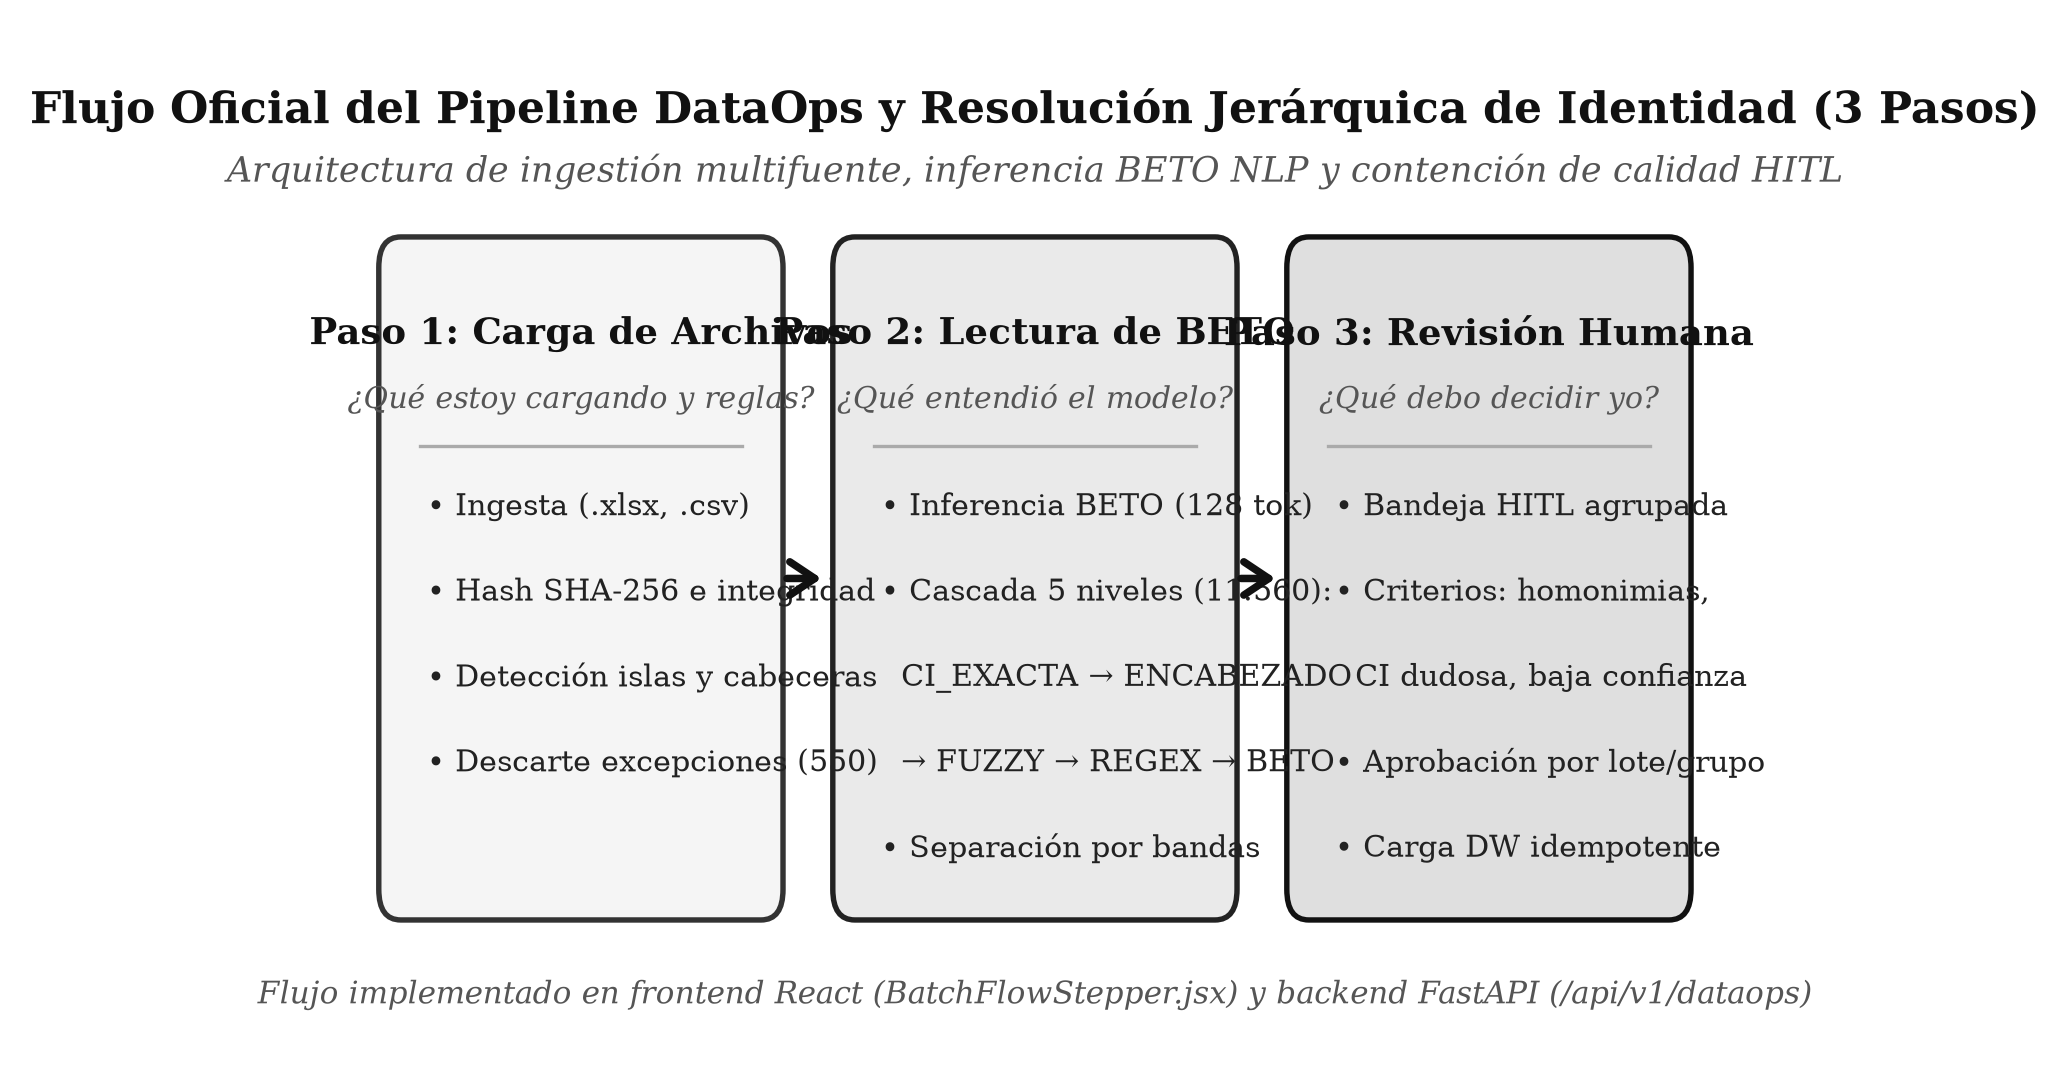 Flujo Oficial del Pipeline DataOps y Resolución Jerárquica de Identidad (3 Pasos)
Arquitectura de ingestión multifuente, inferencia BETO NLP y contención de calidad HITL
Paso 1: Carga de Archivos
¿Qué estoy cargando y reglas?
• Ingesta (.xlsx, .csv)
• Hash SHA-256 e integridad
• Detección islas y cabeceras
• Descarte excepciones (550)
Paso 2: Lectura de BETO
¿Qué entendió el modelo?
• Inferencia BETO (128 tok)
• Cascada 5 niveles (11.560):
CI_EXACTA → ENCABEZADO
→ FUZZY → REGEX → BETO
• Separación por bandas
Paso 3: Revisión Humana
¿Qué debo decidir yo?
• Bandeja HITL agrupada
• Criterios: homonimias,
CI dudosa, baja confianza
• Aprobación por lote/grupo
• Carga DW idempotente
Flujo implementado en frontend React (BatchFlowStepper.jsx) y backend FastAPI (/api/v1/dataops)